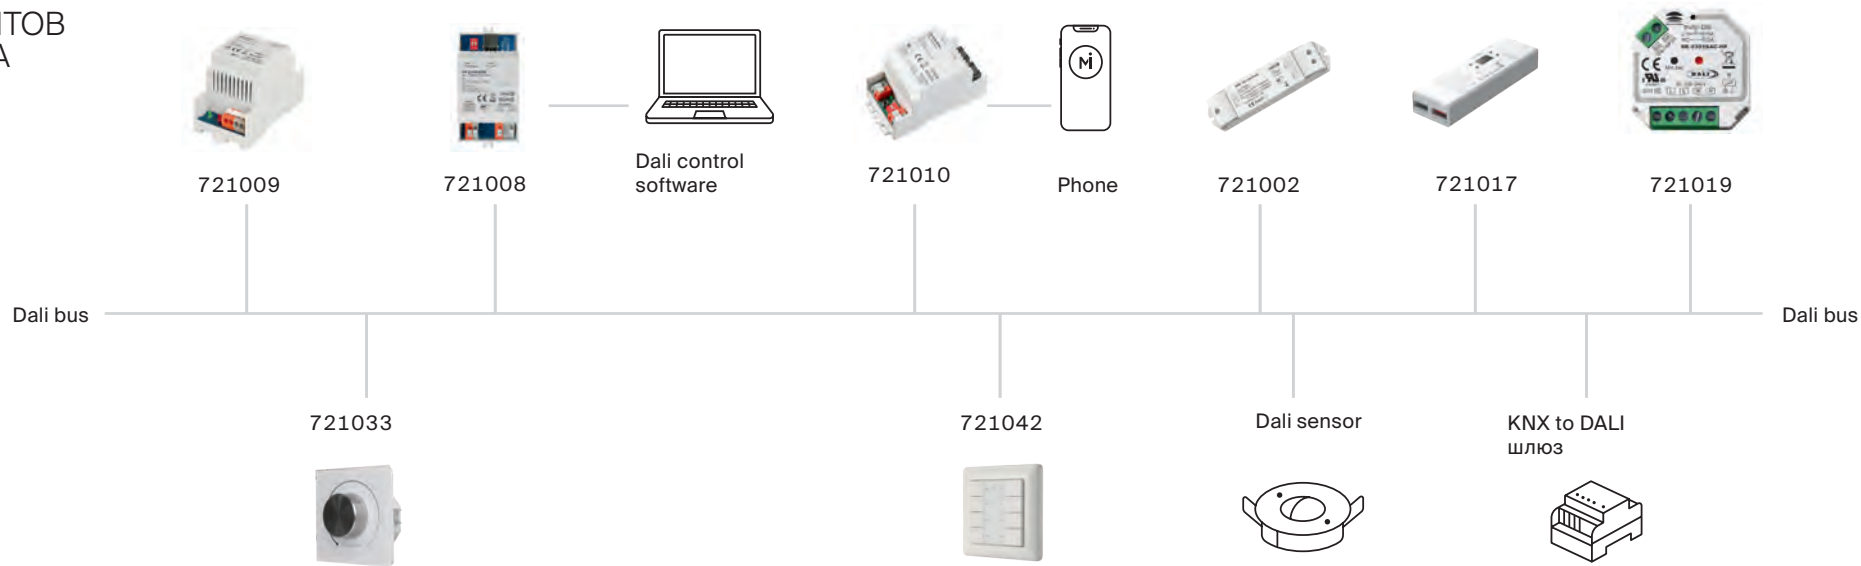 ТОВ
А
721009
721008
Dali control
software
721010
Phone
721002
721017
721019
DALI
Dali bus
Dali bus
721033
721042
Dali sensor
KNX to DALI
шлюз